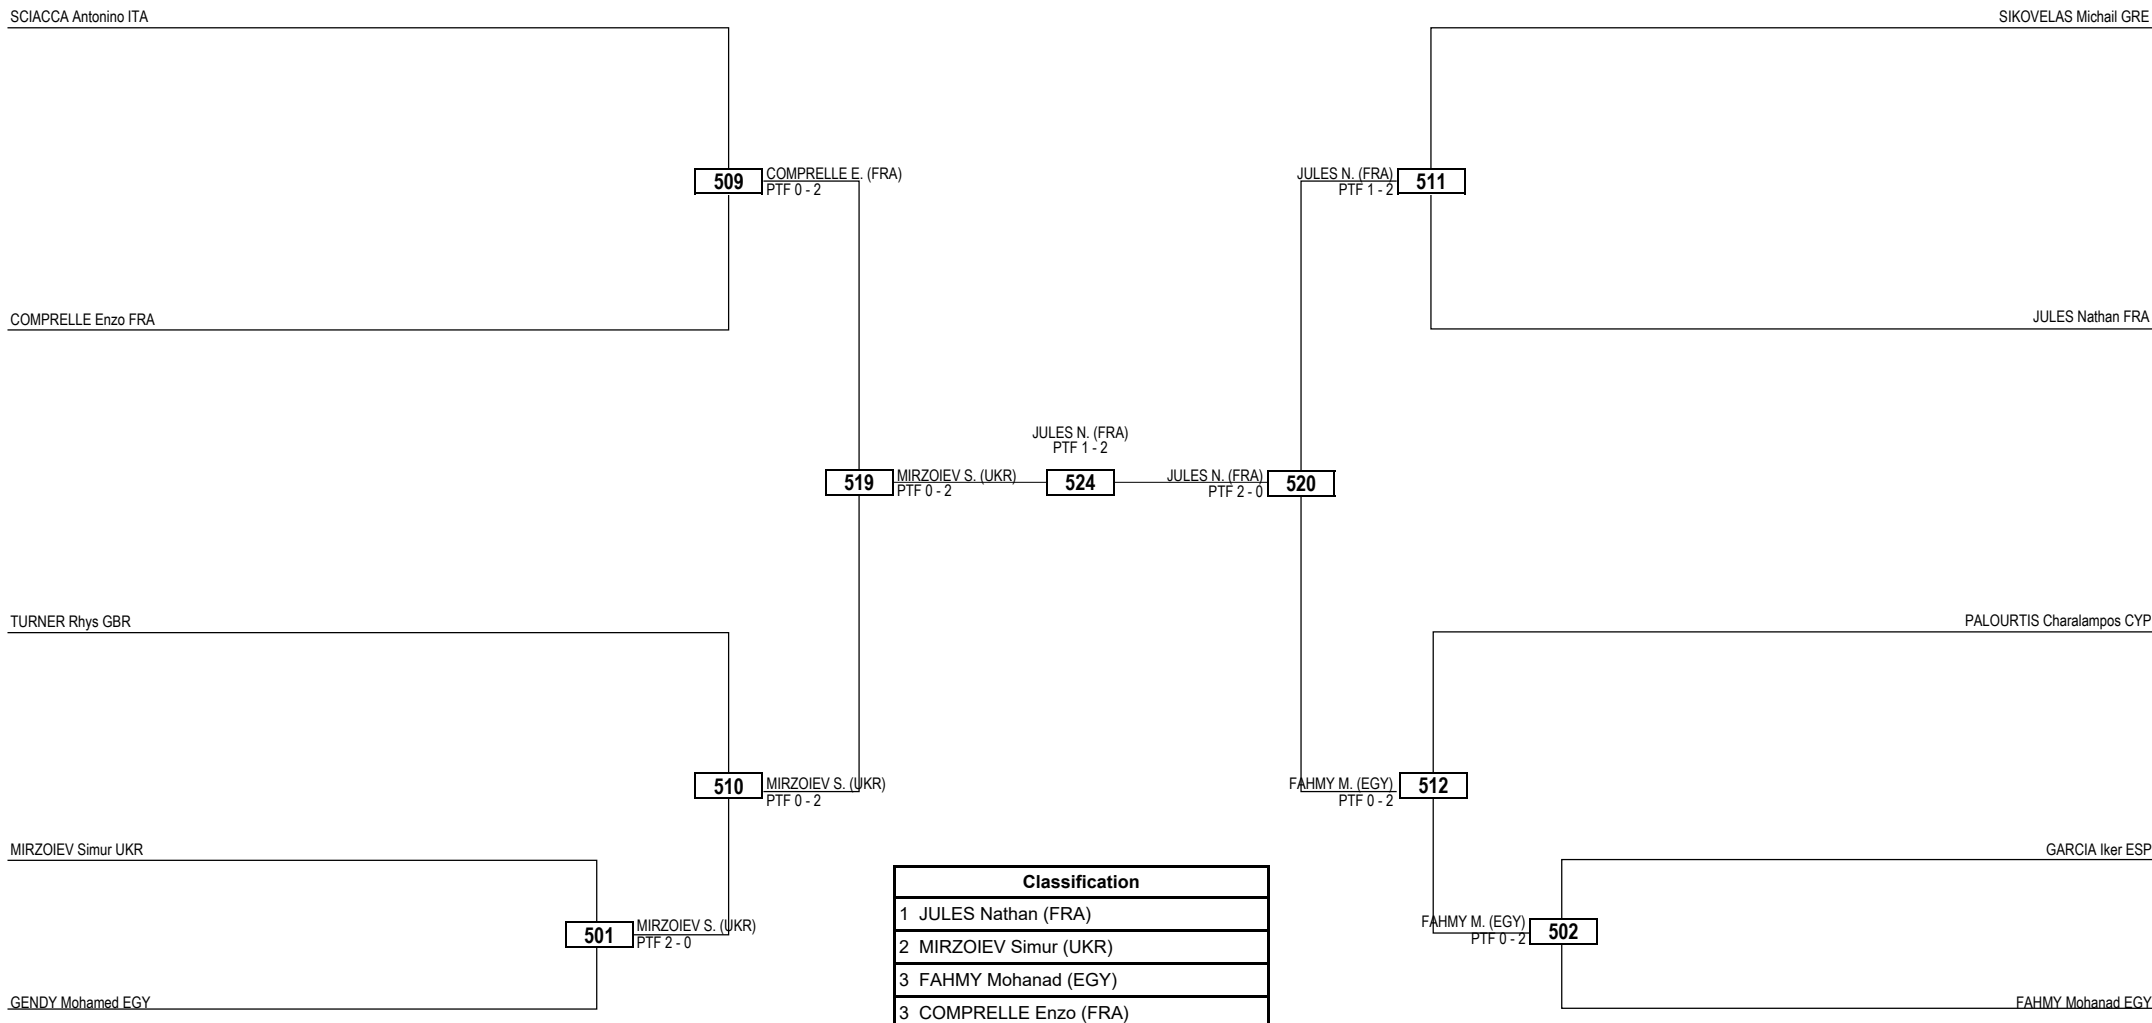 SCIACCA Antonino ITA
SIKOVELAS Michail GRE
509
COMPRELLE E. (FRA)
PTF 0 - 2
JULES N. (FRA)
PTF 1 - 2
511
COMPRELLE Enzo FRA
JULES Nathan FRA
JULES N. (FRA)
PTF 1 - 2
519
MIRZOIEV S. (UKR)
PTF 0 - 2
524
JULES N. (FRA)
PTF 2 - 0
520
TURNER Rhys GBR
PALOURTIS Charalampos CYP
510
MIRZOIEV S. (UKR)
PTF 0 - 2
FAHMY M. (EGY)
PTF 0 - 2
512
MIRZOIEV Simur UKR
GARCIA Iker ESP
501
MIRZOIEV S. (UKR)
PTF 2 - 0
FAHMY M. (EGY)
PTF 0 - 2
502
GENDY Mohamed EGY
FAHMY Mohanad EGY
Classification
1 JULES Nathan (FRA)
2 MIRZOIEV Simur (UKR)
3 FAHMY Mohanad (EGY)
3 COMPRELLE Enzo (FRA)